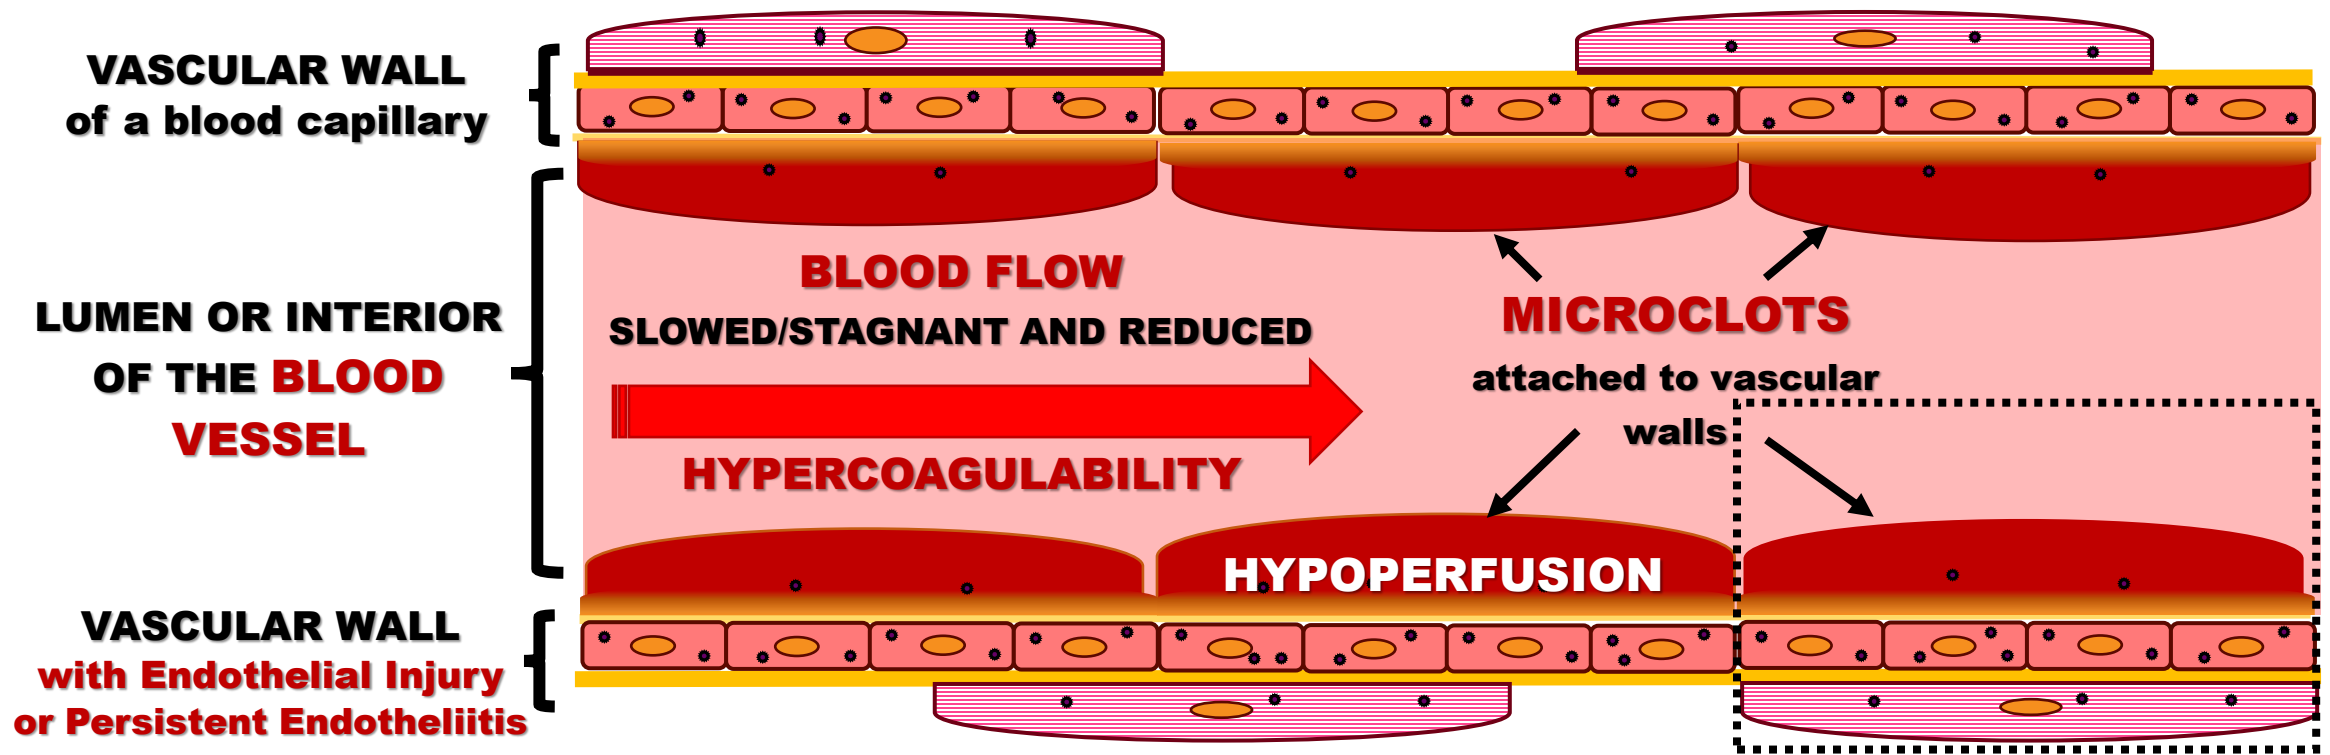 VASCULAR WALL
of a blood capillary
LUMEN OR INTERIOR
OF THE BLOOD
VESSEL
VASCULAR WALL
with Endothelial Injury
or Persistent Endotheliitis
BLOOD FLOW
SLOWED/STAGNANT AND REDUCED
HYPERCOAGULABILITY
MICROCLOTS
attached to vascular
walls
HYPOPERFUSION